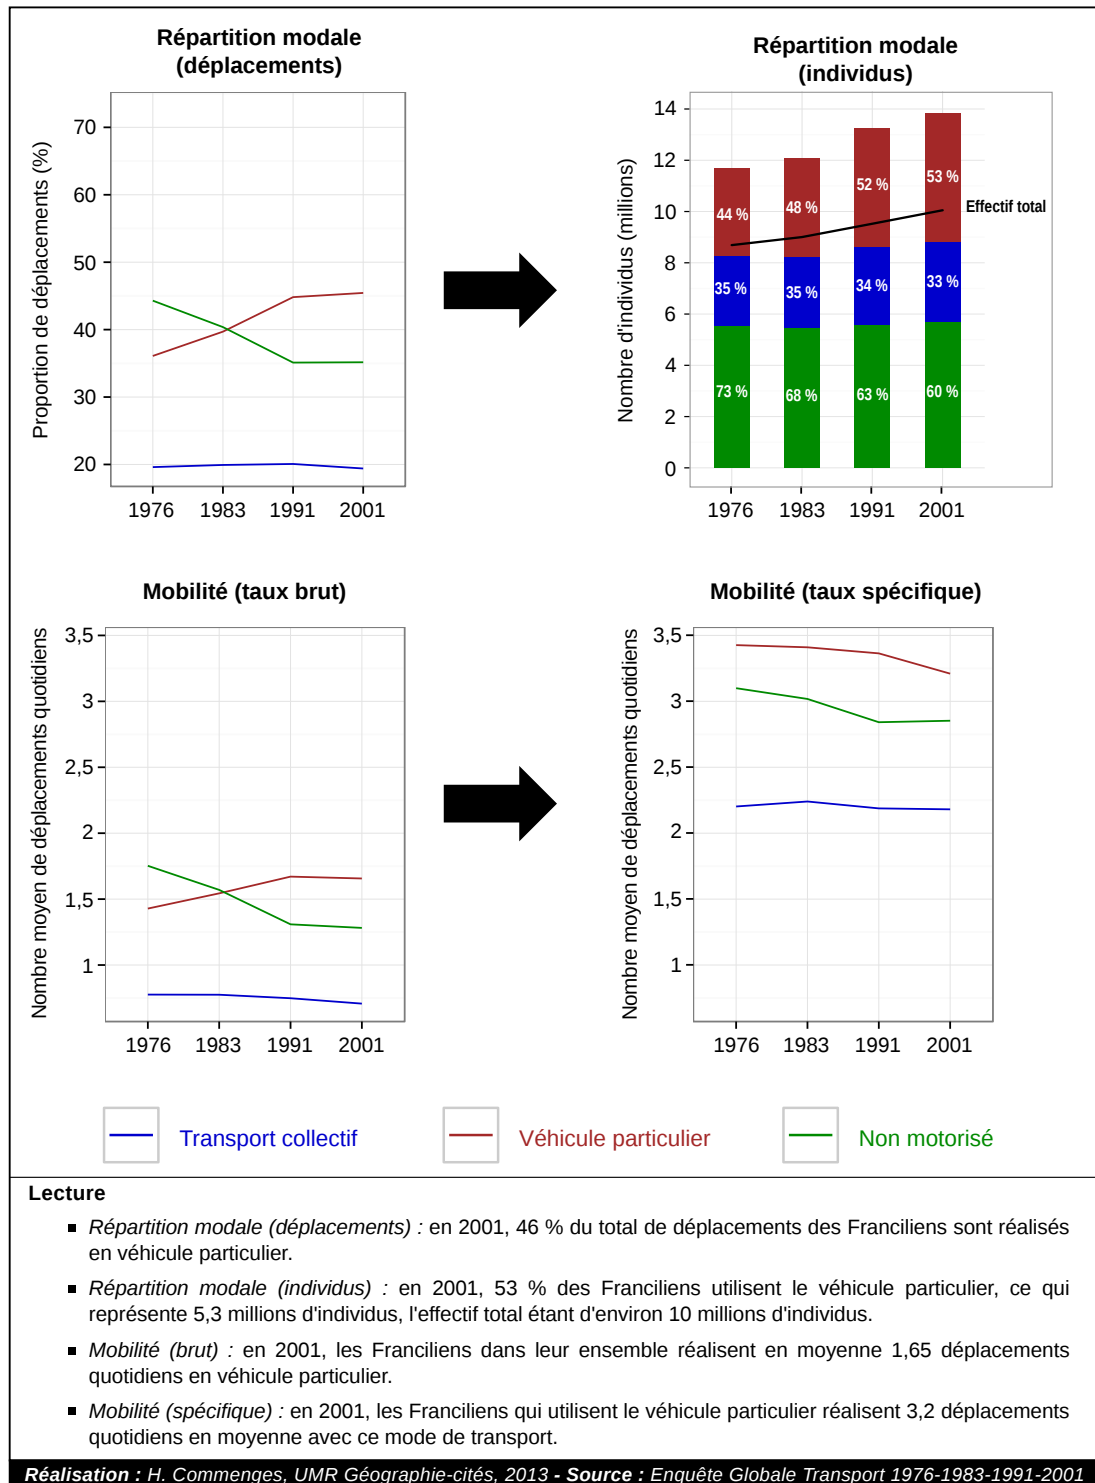 Répartition modale
(déplacements)
Proportion de déplacements (%)
70
60
50
40
30
20
1976 1983 1991 2001
Répartition modale
(individus)
Nombre d'individus (millions)
14
12
10
8
6
4
2
0
44 % 48 % 52 % 53 %
Effectif total
35 % 35 % 34 % 33 %
73 % 68 % 63 % 60 %
1976 1983 1991 2001
Mobilité (taux brut)
Nombre moyen de déplacements quotidiens
3,5
3
2,5
2
1,5
1
1976 1983 1991 2001
Mobilité (taux spécifique)
Nombre moyen de déplacements quotidiens
3,5
3
2,5
2
1,5
1
1976 1983 1991 2001
Transport collectif
Véhicule particulier
Non motorisé
Lecture
Répartition modale (déplacements) : en 2001, 46 % du total de déplacements des Franciliens sont réalisés
en véhicule particulier.
Répartition modale (individus) : en 2001, 53 % des Franciliens utilisent le véhicule particulier, ce qui
représente 5,3 millions d'individus, l'effectif total étant d'environ 10 millions d'individus.
Mobilité (brut) : en 2001, les Franciliens dans leur ensemble réalisent en moyenne 1,65 déplacements
quotidiens en véhicule particulier.
Mobilité (spécifique) : en 2001, les Franciliens qui utilisent le véhicule particulier réalisent 3,2 déplacements
quotidiens en moyenne avec ce mode de transport.
Réalisation : H. Commenges, UMR Géographie-cités, 2013 - Source : Enquête Globale Transport 1976-1983-1991-2001